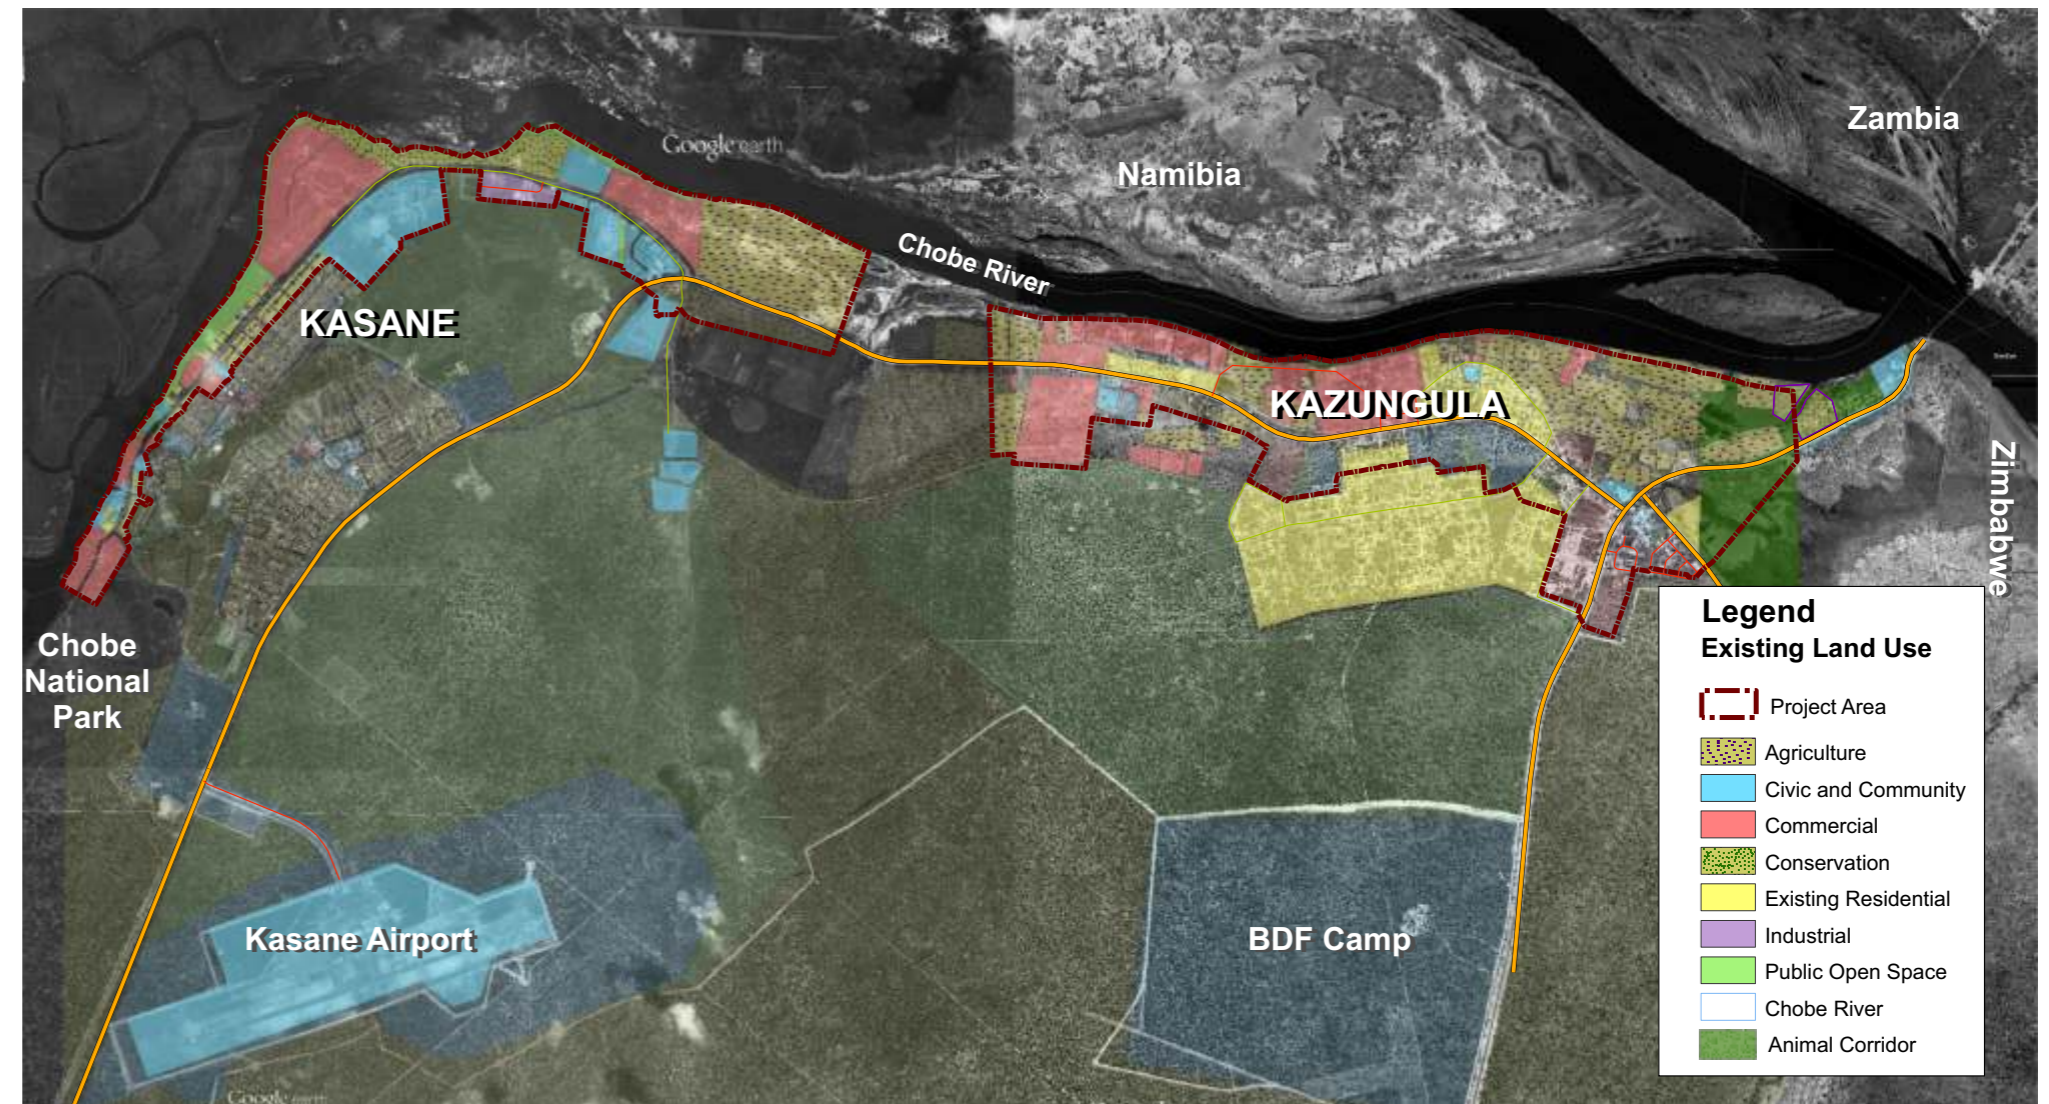 Zambia
Google earth
Namibia
Chobe River
KASANE
KAZUNGULA
Zimbabwe
Chobe
National
Park
Kasane Airport
BDF Camp
Google earth
Legend
Existing Land Use
Project Area
Agriculture
Civic and Community
Commercial
Conservation
Existing Residential
Industrial
Public Open Space
Chobe River
Animal Corridor